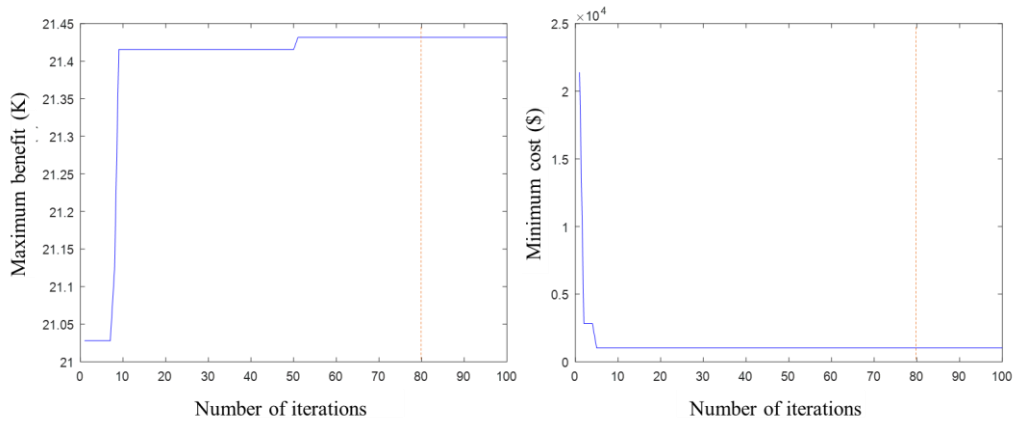 Maximum benefit (K)
21.45
21.4
21.35
21.3
21.25
21.2
21.15
21.1
21.05
21
0 10 20 30 40 50 60 70 80 90 100
Number of iterations
Minimum cost ($)
×10⁴
2.5
2
1.5
1
0.5
0
0 10 20 30 40 50 60 70 80 90 100
Number of iterations